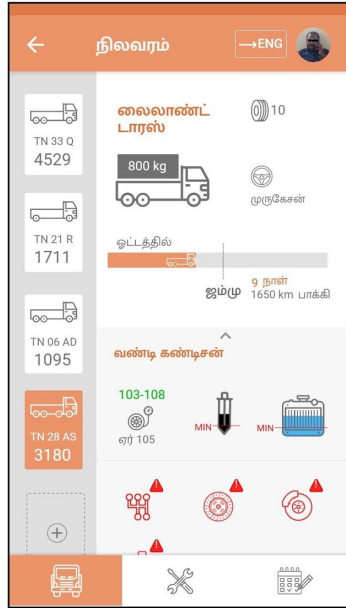 நிலவரம்
→ENG
TN 33 Q
4529
TN 21 R
1711
TN 06 AD
1095
TN 28 AS
3180
லைலாண்ட்
டாரஸ்
10
800 kg
முருகேசன்
ஓட்டத்தில்
ஜம்மு
9 நாள்
1650 km பாக்கி
வண்டி கண்டிசன்
103-108
ஏர் 105
MIN
MIN